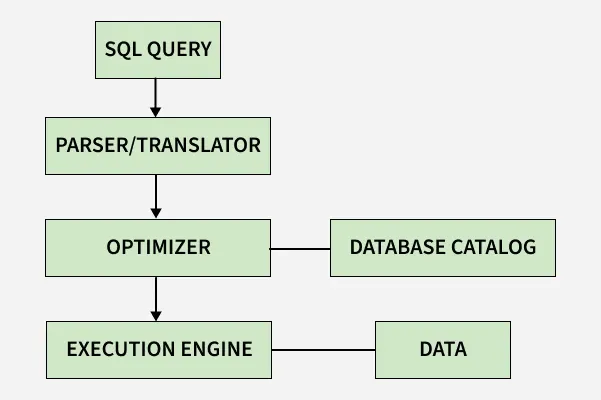 SQL QUERY
PARSER/TRANSLATOR
OPTIMIZER
DATABASE CATALOG
EXECUTION ENGINE
DATA